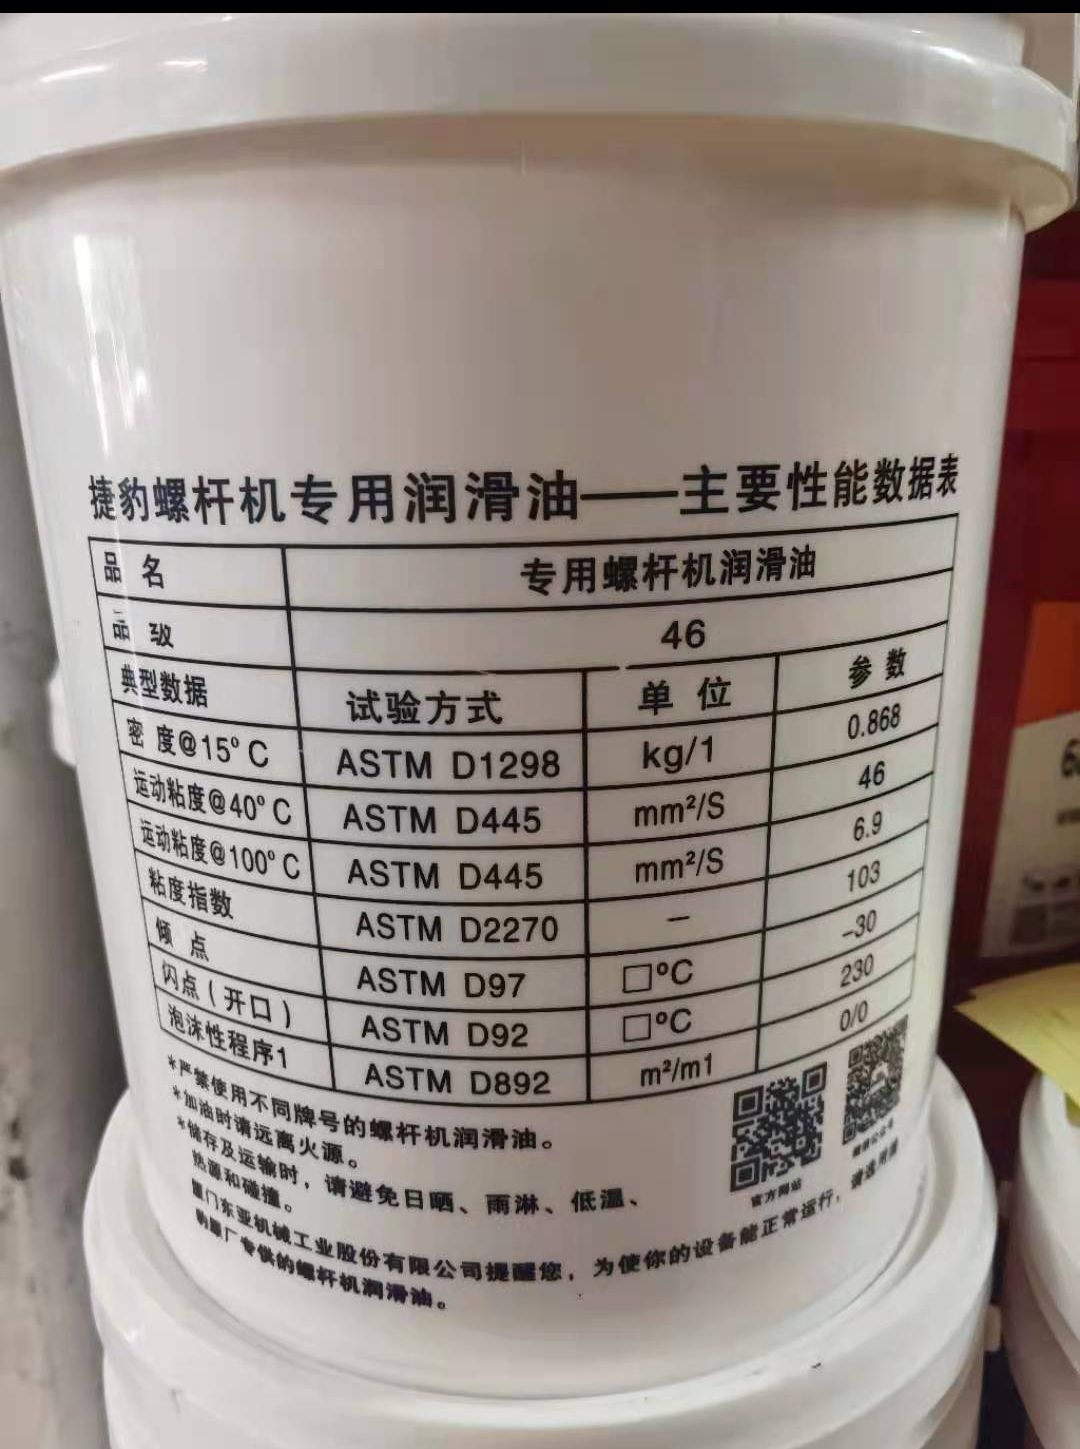 捷豹螺杆机专用润滑油——主要性能数据表
品 名 专用螺杆机润滑油
品 级 46
典型数据 试验方式 单 位 参 数
密 度@15°C ASTM D1298 kg/1 0.868
运动粘度@40°C ASTM D445 mm²/S 46
运动粘度@100°C ASTM D445 mm²/S 6.9
粘度指数 ASTM D2270 – 103
倾 点 ASTM D97 □°C –30
闪点(开口) ASTM D92 □°C 230
泡沫性程序1 ASTM D892 m²/m1 0/0
*严禁使用不同牌号的螺杆机润滑油。
*加油时请远离火源。
*储存及运输时，请避免日晒、雨淋、低温、
热源和碰撞。
厦门东亚机械工业股份有限公司提醒您，为使你的设备能正常运行，请选用捷
豹原厂专供的螺杆机润滑油。
官方网站